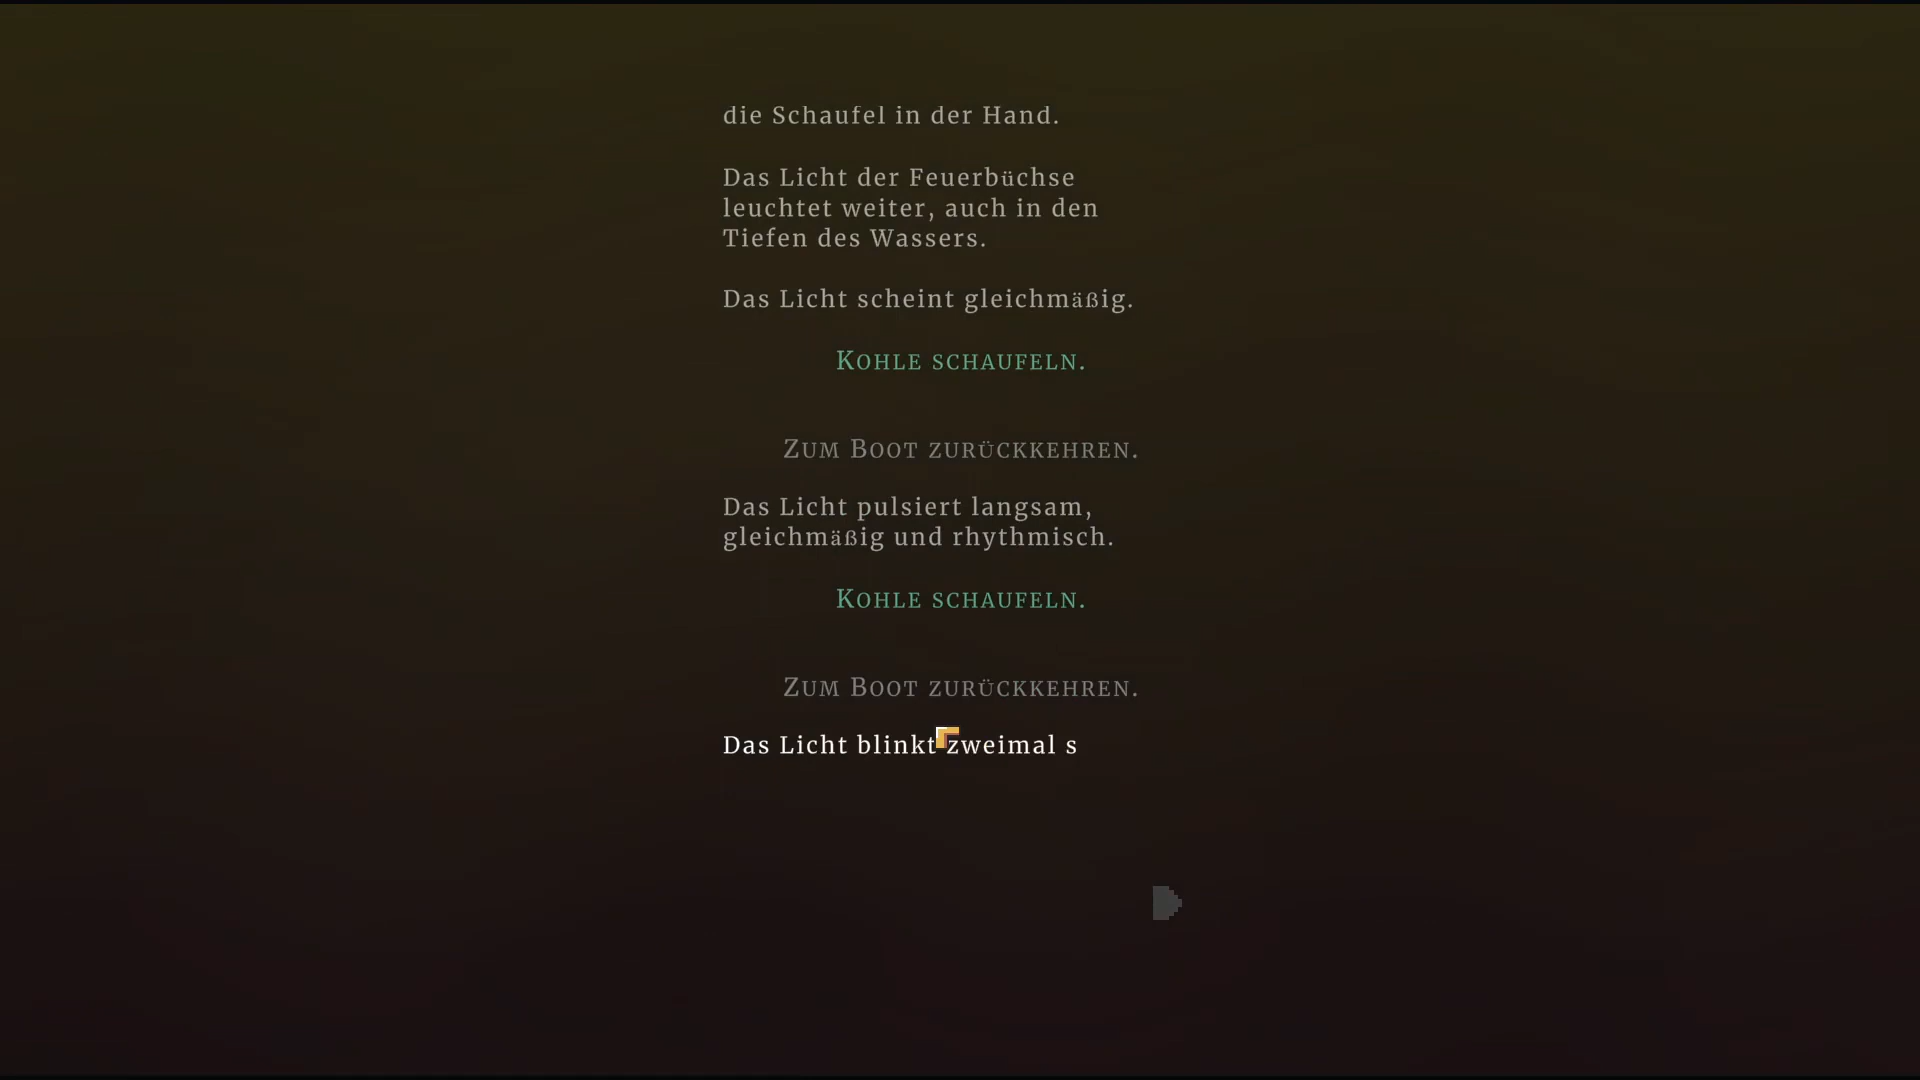 die Schaufel in der Hand.
Das Licht der Feuerbüchse
leuchtet weiter, auch in den
Tiefen des Wassers.
Das Licht scheint gleichmäßig.
Kohle schaufeln.
Zum Boot zurückkehren.
Das Licht pulsiert langsam,
gleichmäßig und rhythmisch.
Kohle schaufeln.
Zum Boot zurückkehren.
Das Licht blinkt zweimal s